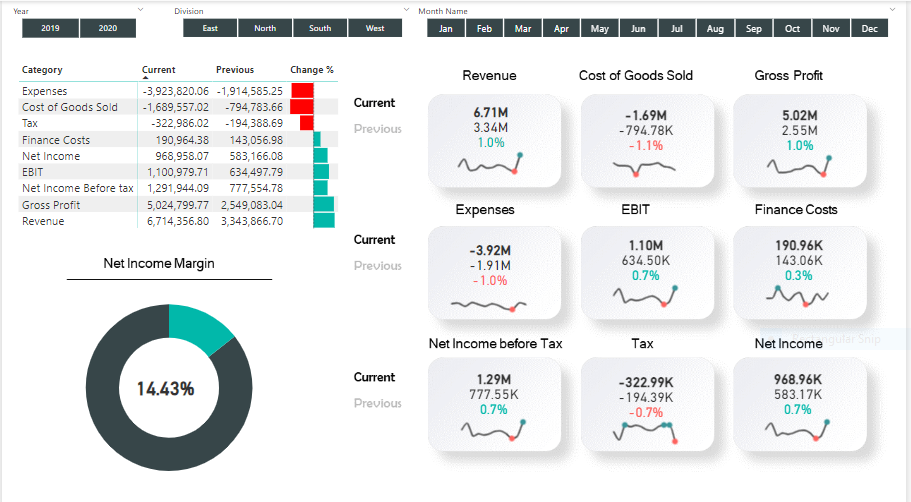 Year
Division
Month Name
2019 2020
East North South West
Jan Feb Mar Apr May Jun Jul Aug Sep Oct Nov Dec
Category Current Previous Change %
Expenses -3,923,820.06 -1,914,585.25
Cost of Goods Sold -1,689,557.02 -794,783.66
Tax -322,986.02 -194,388.69
Finance Costs 190,964.38 143,056.98
Net Income 968,958.07 583,166.08
EBIT 1,100,979.71 634,497.79
Net Income Before tax 1,291,944.09 777,554.78
Gross Profit 5,024,799.77 2,549,083.04
Revenue 6,714,356.80 3,343,866.70
Net Income Margin
14.43%
Revenue Cost of Goods Sold Gross Profit
Current
Previous
6.71M
3.34M
1.0%
-1.69M
-794.78K
-1.1%
5.02M
2.55M
1.0%
Expenses EBIT Finance Costs
Current
Previous
-3.92M
-1.91M
-1.0%
1.10M
634.50K
0.7%
190.96K
143.06K
0.3%
Rectangular Snip
Net Income before Tax Tax Net Income
Current
Previous
1.29M
777.55K
0.7%
-322.99K
-194.39K
-0.7%
968.96K
583.17K
0.7%